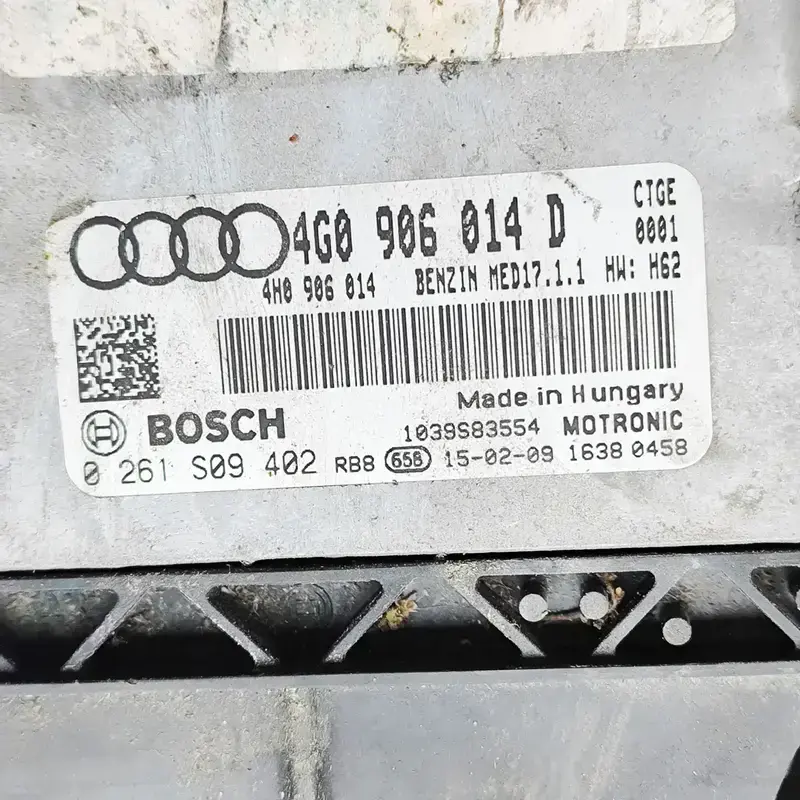 4G0 906 014 D CTGE
0001
4H0 906 014 BENZIN MED17.1.1 HW: H62
Made in Hungary
BOSCH 1039S83554 MOTRONIC
0 261 S09 402 RB8 658 15-02-09 1638 0458